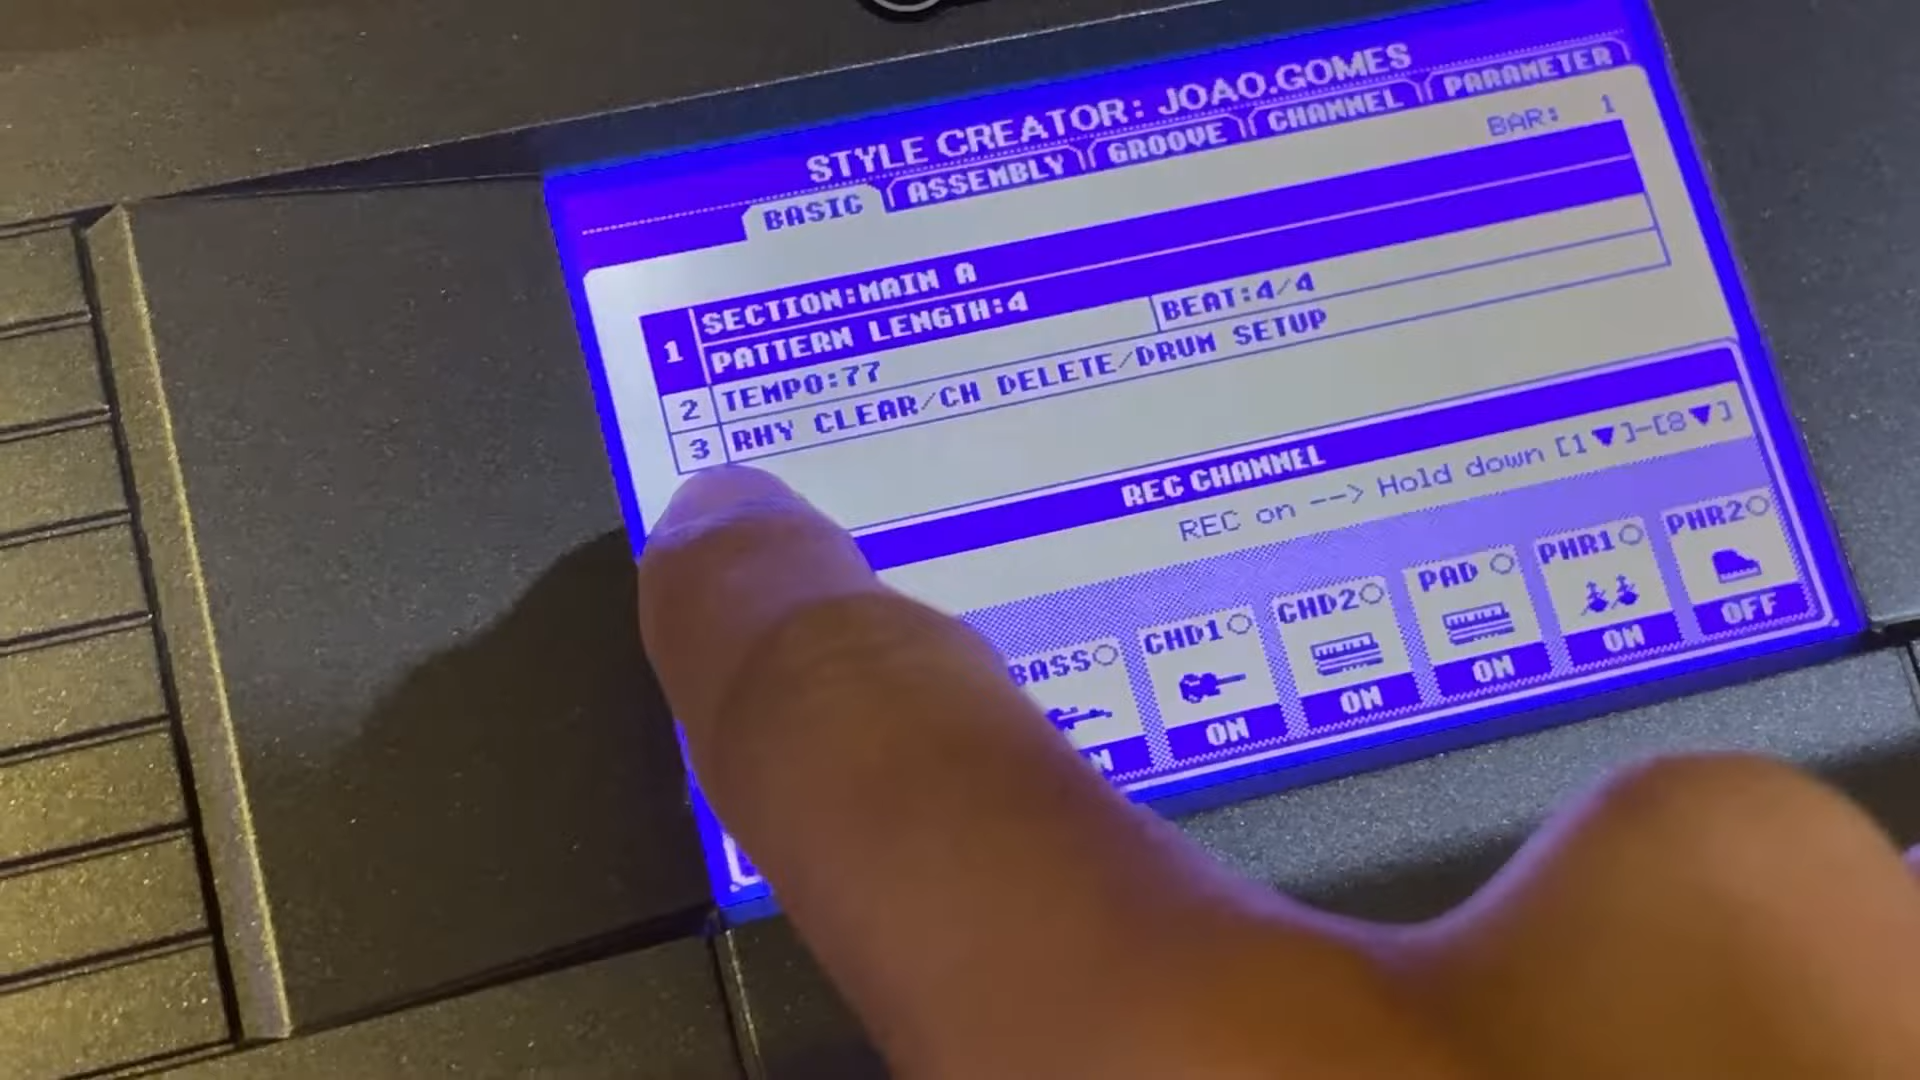 STYLE CREATOR: JOAO.GOMES
BASIC ASSEMBLY GROOVE CHANNEL PARAMETER
BAR: 1
1 SECTION:MAIN A
PATTERN LENGTH:4
2 TEMPO:77 BEAT:4/4
3 RHY CLEAR/CH DELETE/DRUM SETUP
REC CHANNEL
REC on --> Hold down [1▼]-[8▼]
BASS CHD1 CHD2 PAD PHR1 PHR2
ON ON ON ON OFF